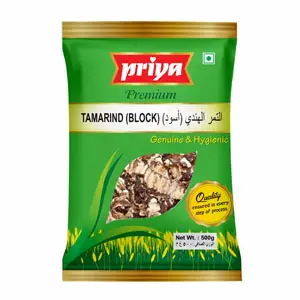 priya
Premium
TAMARIND (BLOCK) التمر الهندي (أسود)
Genuine & Hygienic
Quality
ensured in every
step of process.
Net Wt. : 500g